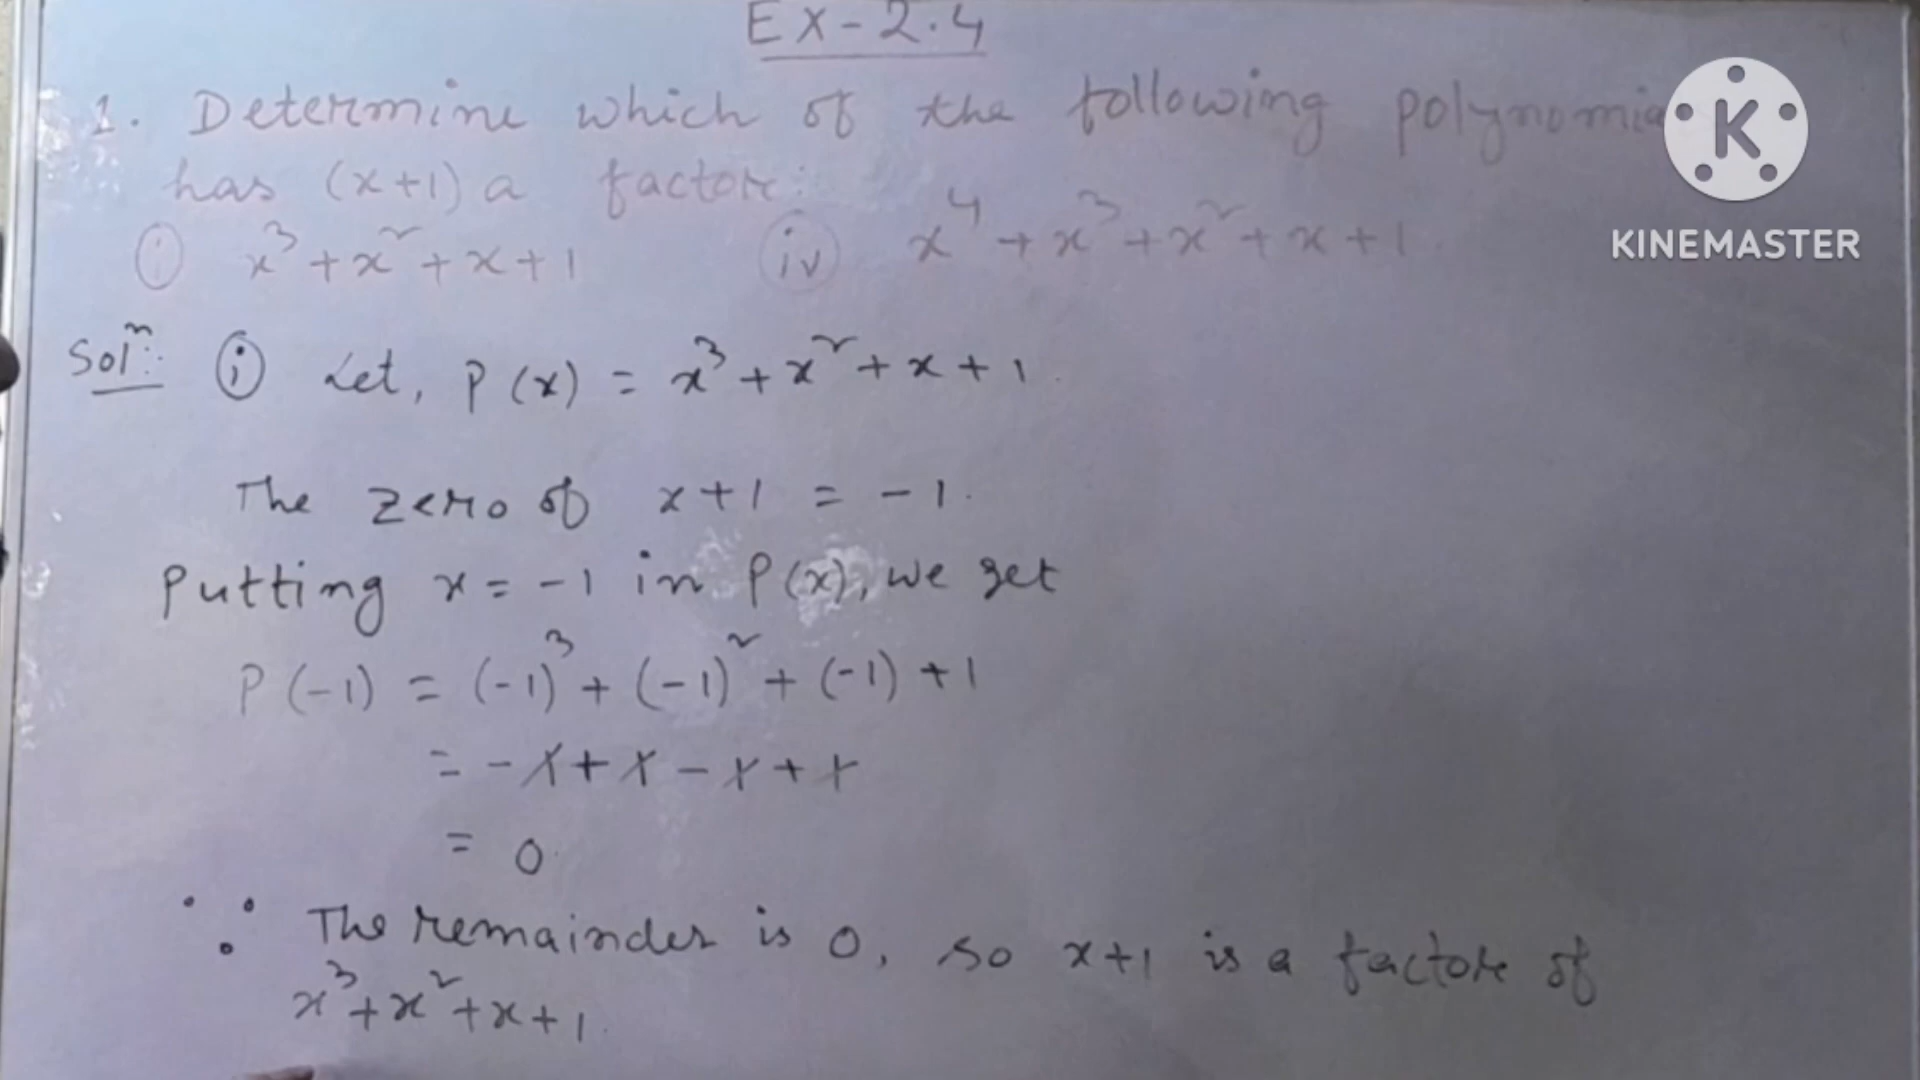 Ex-2.4
1. Determine which of the following polynomia
has (x+1) a factor:
(i) x³+x²+x+1 (iv) x⁴+x³+x²+x+1.
Solⁿ: (i) Let, P(x) = x³+x²+x+1.
The zero of x+1 = -1.
Putting x = -1 in P(x), we get
P(-1) = (-1)³+(-1)²+(-1)+1
= -1+1-1+1
= 0.
∵ The remainder is 0, so x+1 is a factor of
x³+x²+x+1.
K
KINEMASTER